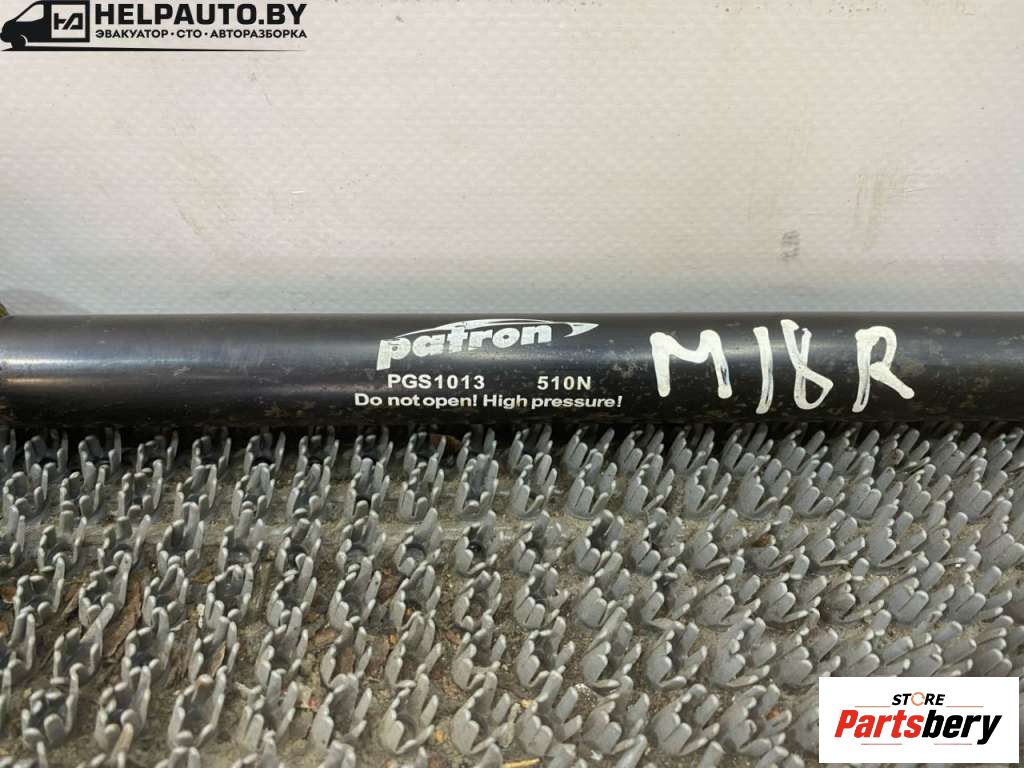 HELPAUTO.BY
ЭВАКУАТОР•СТО•АВТОРАЗБОРКА
patron
PGS1013 510N
Do not open! High pressure!
M18R
STORE
Partsbery